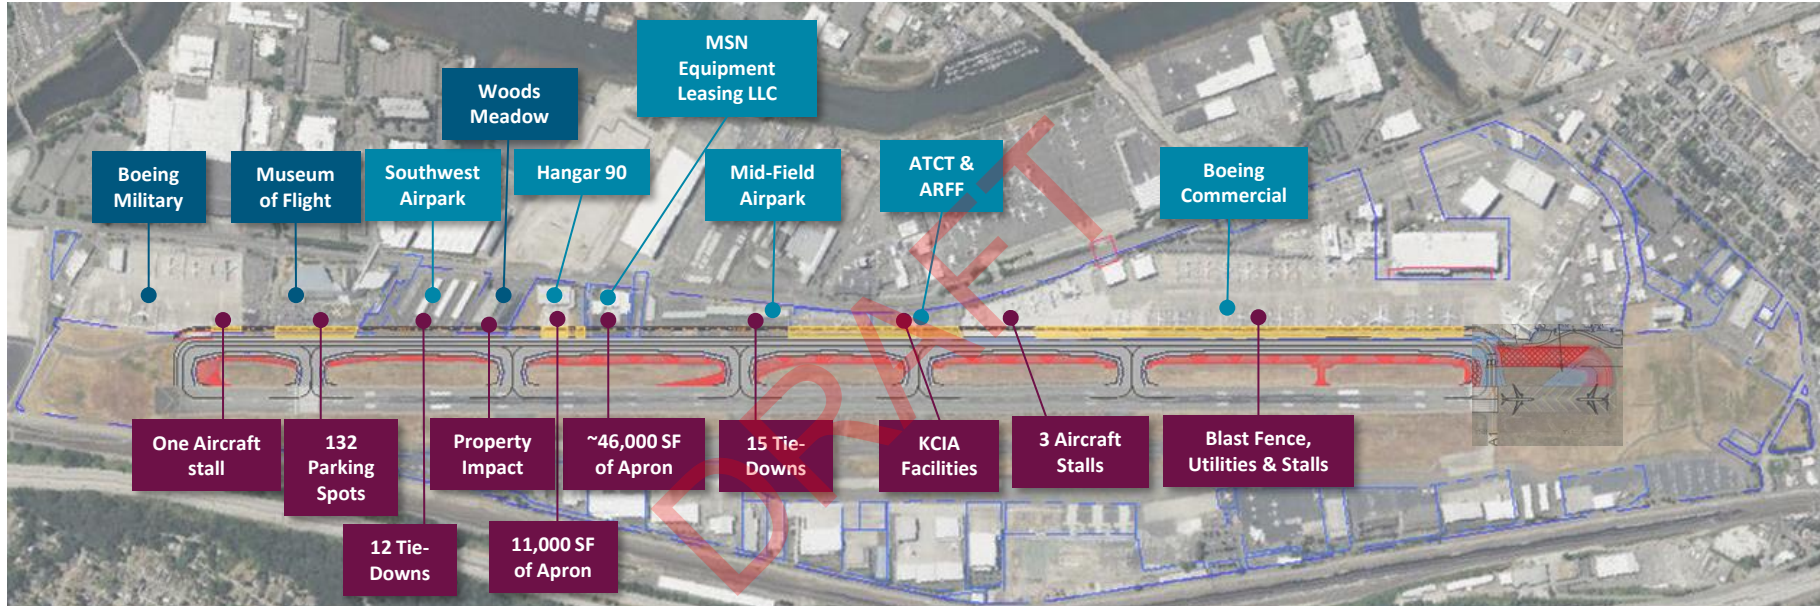 MSN
Equipment
Leasing LLC
Woods
Meadow
Boeing
Military
Museum
of Flight
Southwest
Airpark
Hangar 90
Mid-Field
Airpark
ATCT &
ARFF
Boeing
Commercial
DRAFT
One Aircraft
stall
132
Parking
Spots
12 Tie-
Downs
Property
Impact
11,000 SF
of Apron
~46,000 SF
of Apron
15 Tie-
Downs
KCIA
Facilities
3 Aircraft
Stalls
Blast Fence,
Utilities & Stalls